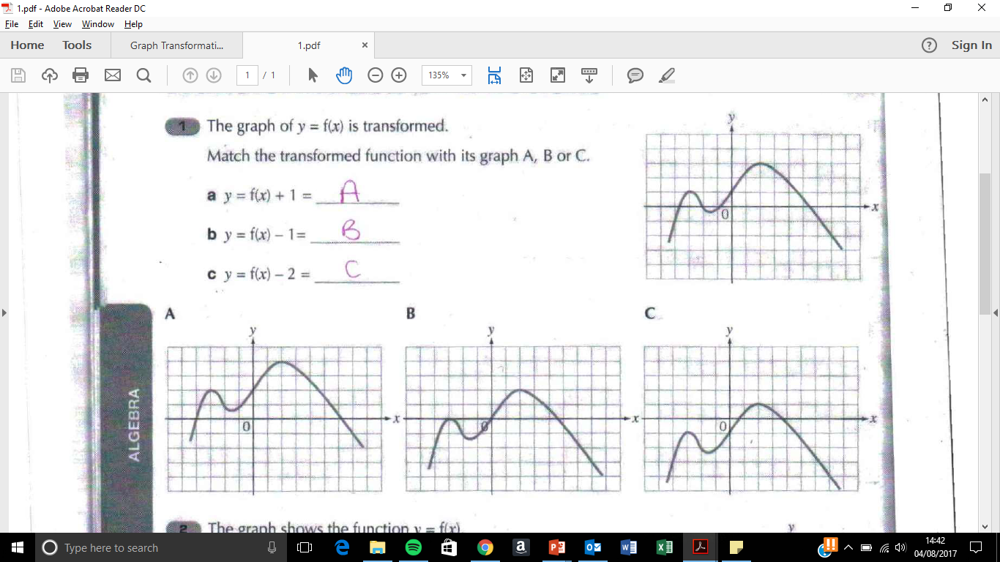 1.pdf - Adobe Acrobat Reader DC
File Edit View Window Help
Home Tools Graph Transformati... 1.pdf × Sign In
1 / 1 135%
1 The graph of y = f(x) is transformed.
Match the transformed function with its graph A, B or C.
a y = f(x) + 1 = A
b y = f(x) – 1= B
c y = f(x) – 2 = C
y
x
0
A B C
y y y
x x x
0 0 0
ALGEBRA
2 The graph shows the function y = f(x).
y
Type here to search
14:42
04/08/2017